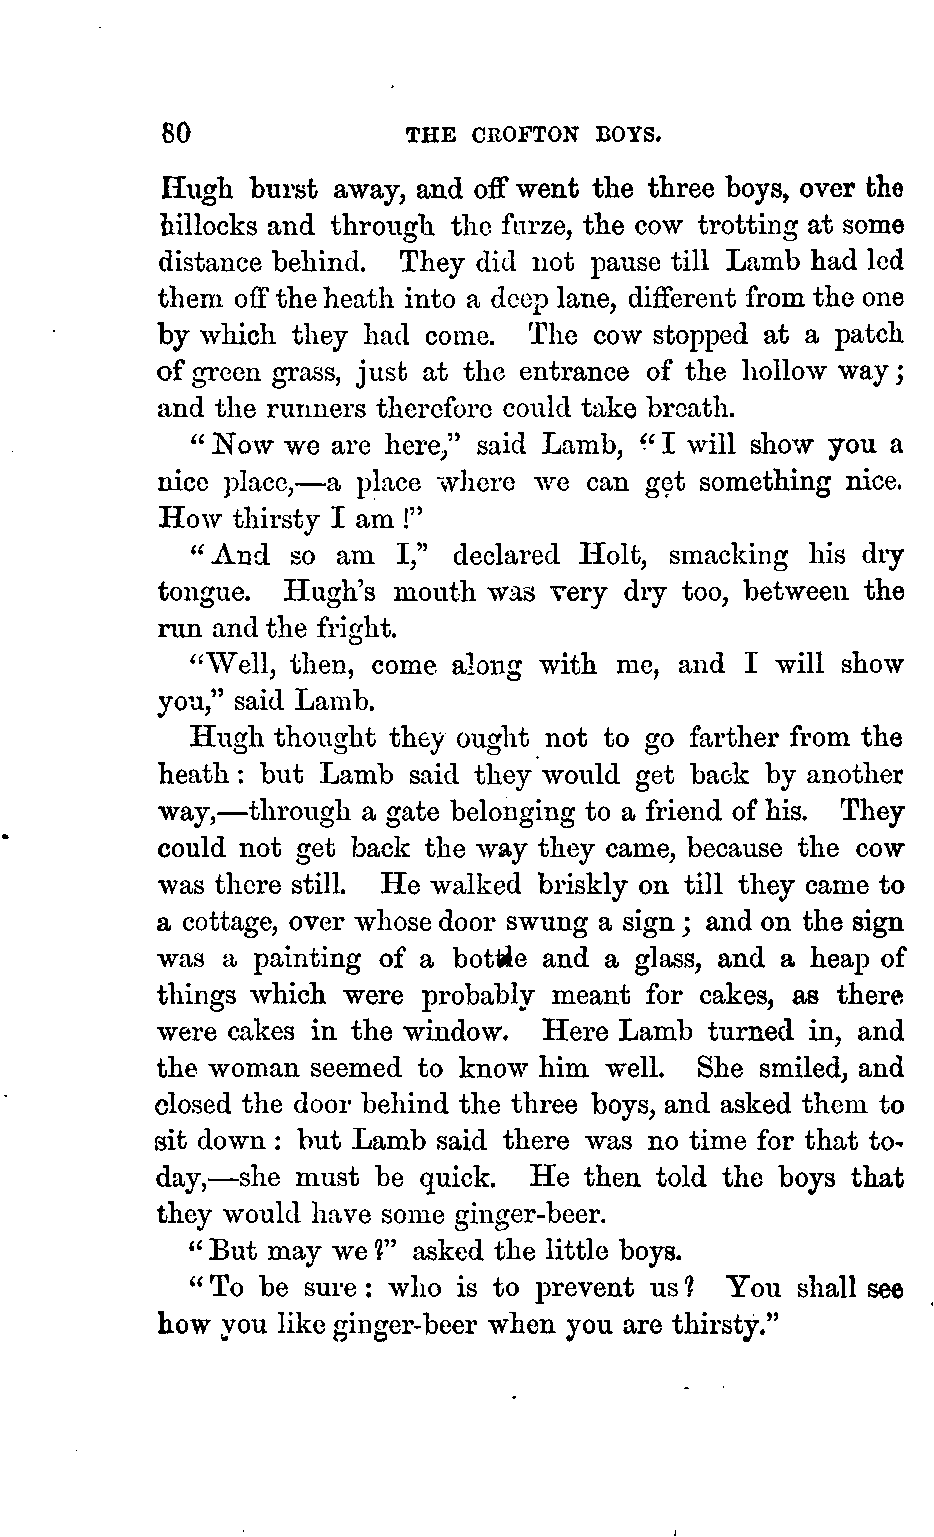 80 THE CROFTON BOYS.
Hugh burst away, and off went the three boys, over the
hillocks and through the furze, the cow trotting at some
distance behind. They did not pause till Lamb had led
them off the heath into a deep lane, different from the one
by which they had come. The cow stopped at a patch
of green grass, just at the entrance of the hollow way;
and the runners therefore could take breath.
"Now we are here," said Lamb, "I will show you a
nice place,—a place where we can get something nice.
How thirsty I am!"
"And so am I," declared Holt, smacking his dry
tongue. Hugh's mouth was very dry too, between the
run and the fright.
"Well, then, come along with me, and I will show
you," said Lamb.
Hugh thought they ought not to go farther from the
heath: but Lamb said they would get back by another
way,—through a gate belonging to a friend of his. They
could not get back the way they came, because the cow
was there still. He walked briskly on till they came to
a cottage, over whose door swung a sign; and on the sign
was a painting of a bottle and a glass, and a heap of
things which were probably meant for cakes, as there
were cakes in the window. Here Lamb turned in, and
the woman seemed to know him well. She smiled, and
closed the door behind the three boys, and asked them to
sit down: but Lamb said there was no time for that to-
day,—she must be quick. He then told the boys that
they would have some ginger-beer.
"But may we?" asked the little boys.
"To be sure: who is to prevent us? You shall see
how you like ginger-beer when you are thirsty."